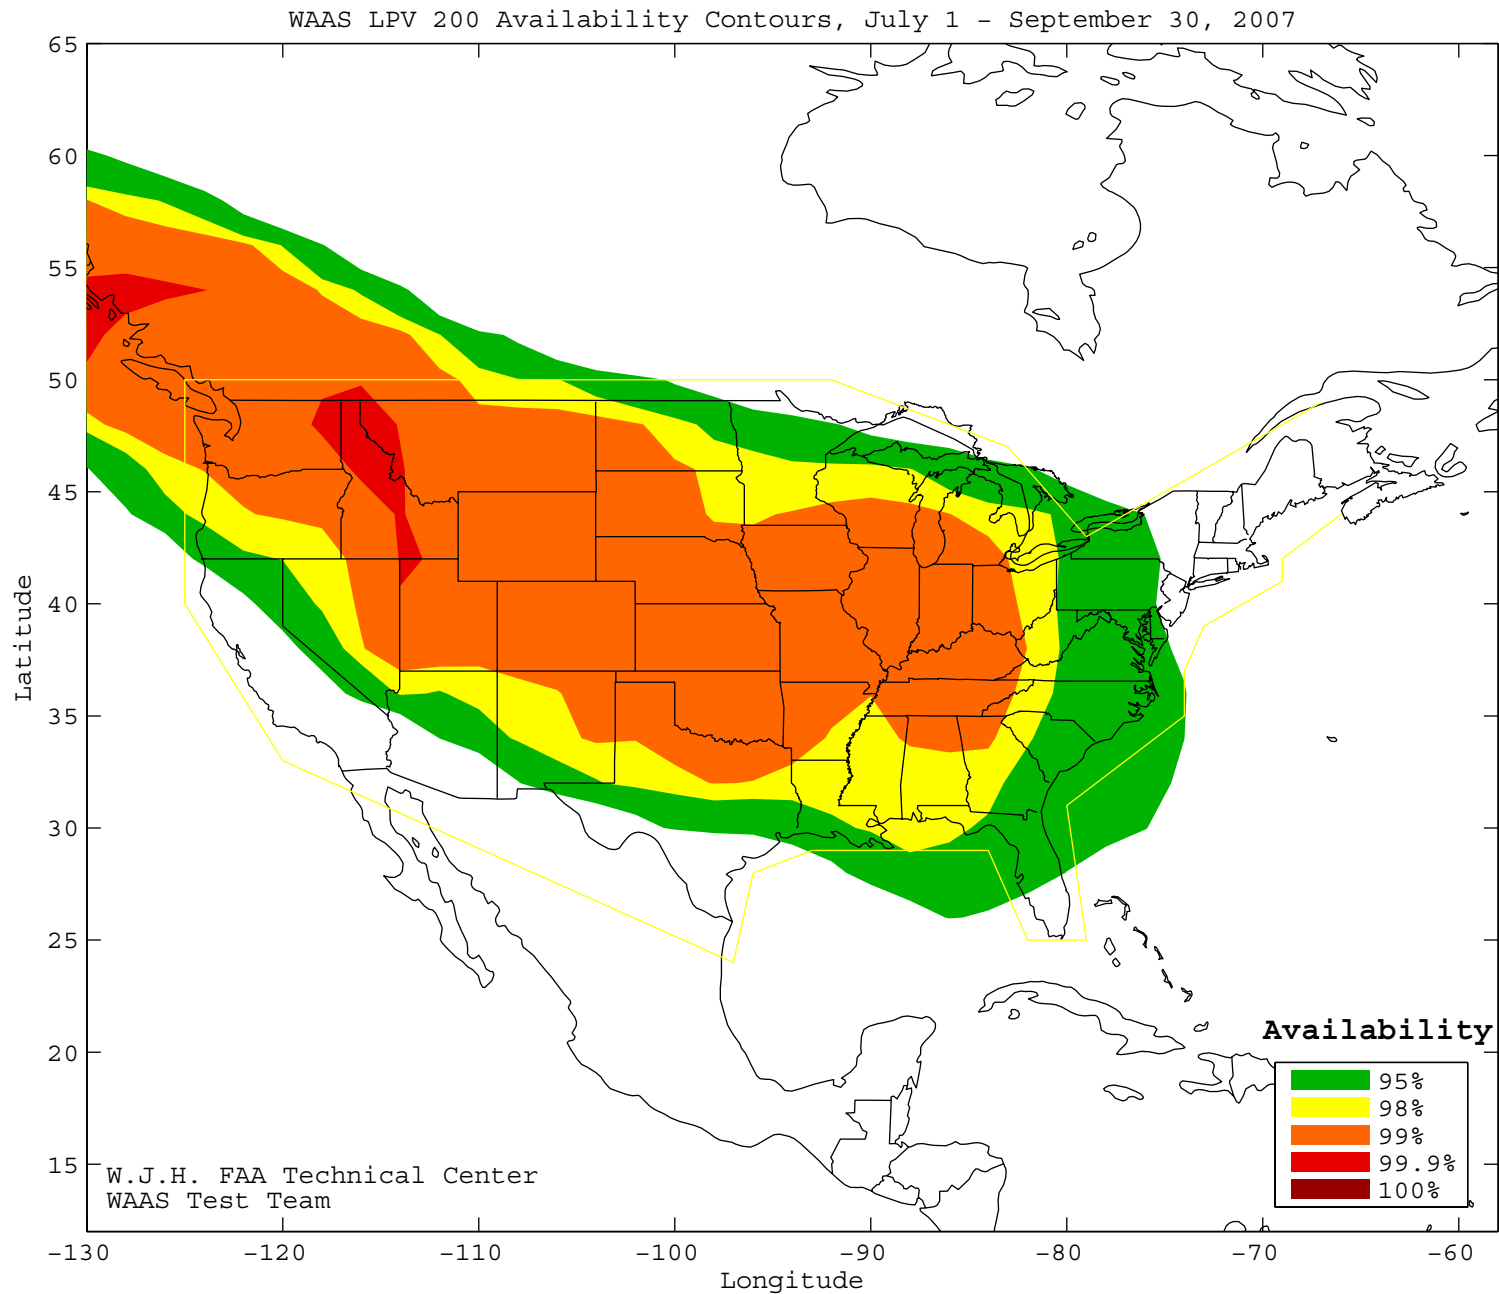 WAAS LPV 200 Availability Contours, July 1 - September 30, 2007
65
60
55
50
45
40
35
30
25
20
15
Latitude
Availability
95%
98%
99%
99.9%
100%
W.J.H. FAA Technical Center
WAAS Test Team
-130 -120 -110 -100 -90 -80 -70 -60
Longitude